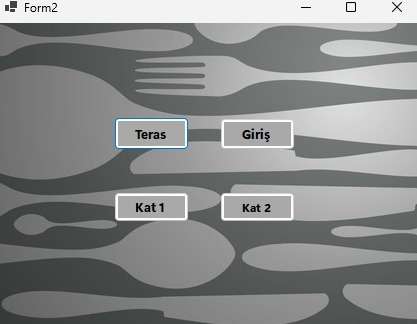 Form2
Teras
Giriş
Kat 1
Kat 2